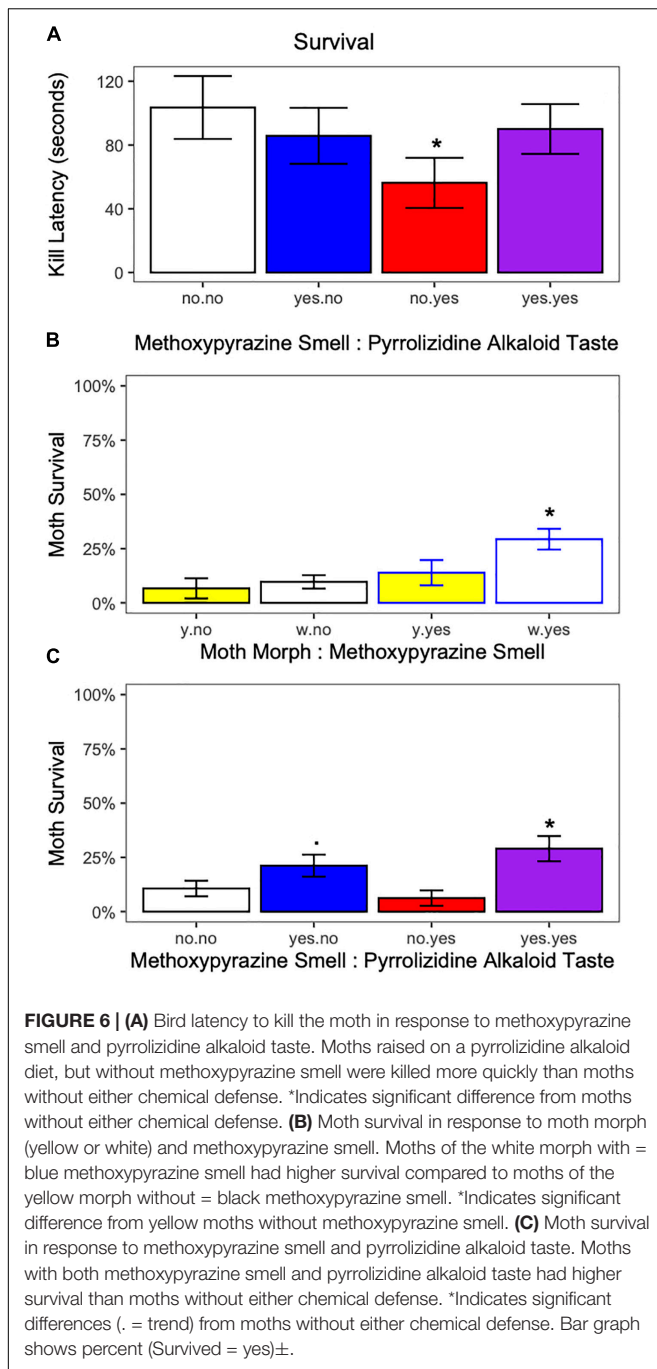 A
Survival
Kill Latency (seconds)
120
80
40
0
*
no.no yes.no no.yes yes.yes
Methoxypyrazine Smell : Pyrrolizidine Alkaloid Taste
B
Moth Survival
100%
75%
50%
25%
0%
*
y.no w.no y.yes w.yes
Moth Morph : Methoxypyrazine Smell
C
Moth Survival
100%
75%
50%
25%
0%
. *
no.no yes.no no.yes yes.yes
Methoxypyrazine Smell : Pyrrolizidine Alkaloid Taste
FIGURE 6 | (A) Bird latency to kill the moth in response to methoxypyrazine
smell and pyrrolizidine alkaloid taste. Moths raised on a pyrrolizidine alkaloid
diet, but without methoxypyrazine smell were killed more quickly than moths
without either chemical defense. *Indicates significant difference from moths
without either chemical defense. (B) Moth survival in response to moth morph
(yellow or white) and methoxypyrazine smell. Moths of the white morph with =
blue methoxypyrazine smell had higher survival compared to moths of the
yellow morph without = black methoxypyrazine smell. *Indicates significant
difference from yellow moths without methoxypyrazine smell. (C) Moth survival
in response to methoxypyrazine smell and pyrrolizidine alkaloid taste. Moths
with both methoxypyrazine smell and pyrrolizidine alkaloid taste had higher
survival than moths without either chemical defense. *Indicates significant
differences (. = trend) from moths without either chemical defense. Bar graph
shows percent (Survived = yes)±.